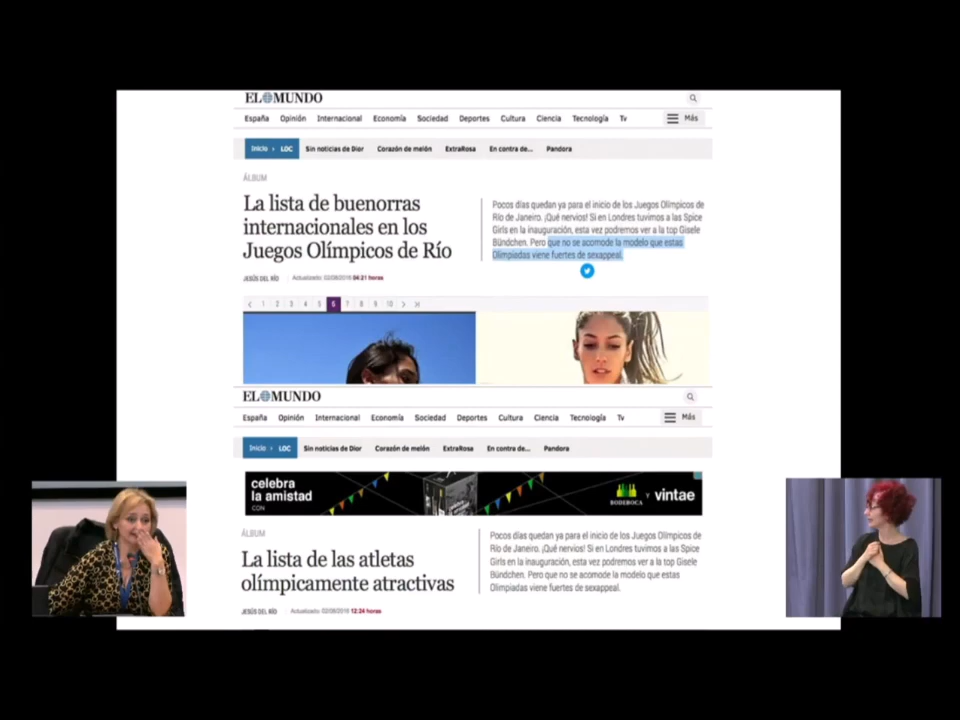 EL MUNDO
España Opinión Internacional Economía Sociedad Deportes Cultura Ciencia Tecnología Tv Más
Inicio › LOC Sin noticias de Dior Corazón de melón ExtraRosa En contra de... Pandora
ÁLBUM
La lista de buenorras
internacionales en los
Juegos Olímpicos de Río
JESÚS DEL RÍO Actualizado: 02/08/2016 04:21 horas
Pocos días quedan ya para el inicio de los Juegos Olímpicos de
Río de Janeiro. ¡Qué nervios! Si en Londres tuvimos a las Spice
Girls en la inauguración, esta vez podremos ver a la top Gisele
Bündchen. Pero que no se acomode la modelo que estas
Olimpiadas viene fuertes de sexappeal.
‹ 1 2 3 4 5 6 7 8 9 10 ›
EL MUNDO
España Opinión Internacional Economía Sociedad Deportes Cultura Ciencia Tecnología Tv Más
Inicio › LOC Sin noticias de Dior Corazón de melón ExtraRosa En contra de... Pandora
celebra
la amistad
CON
BODEBOCA Y vintae
ÁLBUM
La lista de las atletas
olímpicamente atractivas
JESÚS DEL RÍO Actualizado: 02/08/2016 12:24 horas
Pocos días quedan ya para el inicio de los Juegos Olímpicos de
Río de Janeiro. ¡Qué nervios! Si en Londres tuvimos a las Spice
Girls en la inauguración, esta vez podremos ver a la top Gisele
Bündchen. Pero que no se acomode la modelo que estas
Olimpiadas viene fuertes de sexappeal.